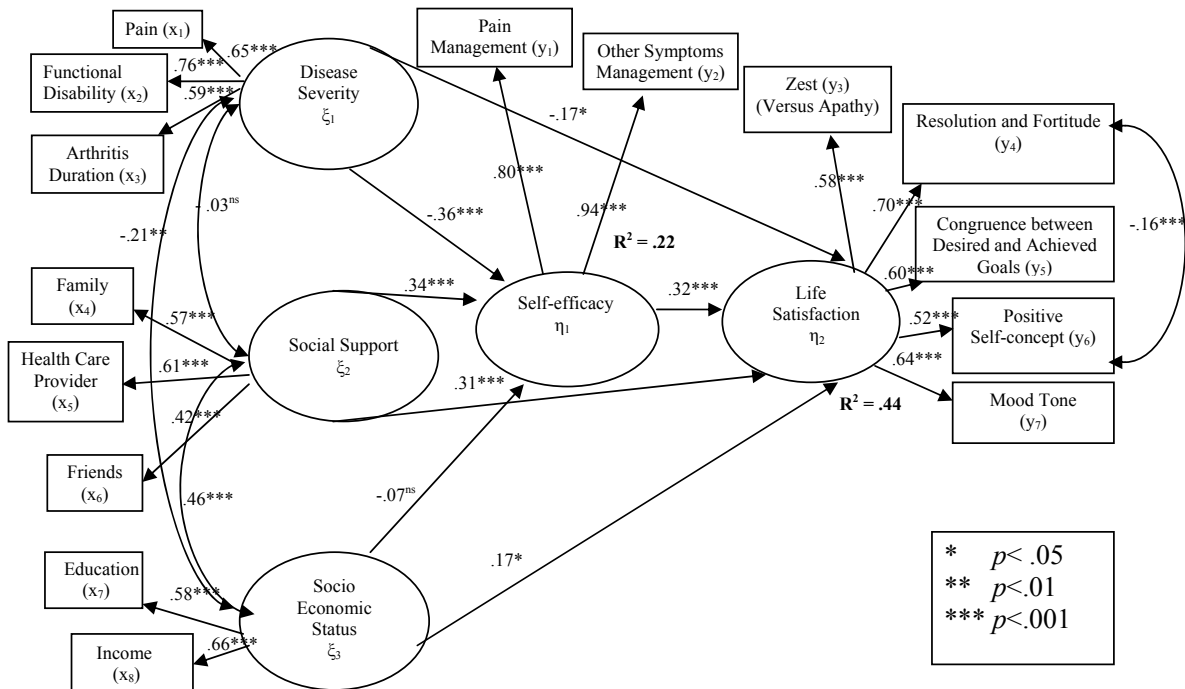 Pain (x₁)
Functional
Disability (x₂)
Arthritis
Duration (x₃)
.65***
.76***
.59***
Disease
Severity
ξ₁
Pain
Management (y₁)
Other Symptoms
Management (y₂)
Zest (y₃)
(Versus Apathy)
Resolution and Fortitude
(y₄)
Congruence between
Desired and Achieved
Goals (y₅)
Positive
Self-concept (y₆)
Mood Tone
(y₇)
-.17*
.80***
.94***
.58***
.70***
.60***
.52***
.64***
-.16***
-.03ns
-.21**
-.36***
R² = .22
Family
(x₄)
Health Care
Provider
(x₅)
Friends
(x₆)
.57***
.61***
.42***
Social Support
ξ₂
.34***
Self-efficacy
η₁
.32***
Life
Satisfaction
η₂
.31***
R² = .44
.46***
-.07ns
.17*
Education
(x₇)
Income
(x₈)
.58***
.66***
Socio
Economic
Status
ξ₃
* p< .05
** p<.01
*** p<.001